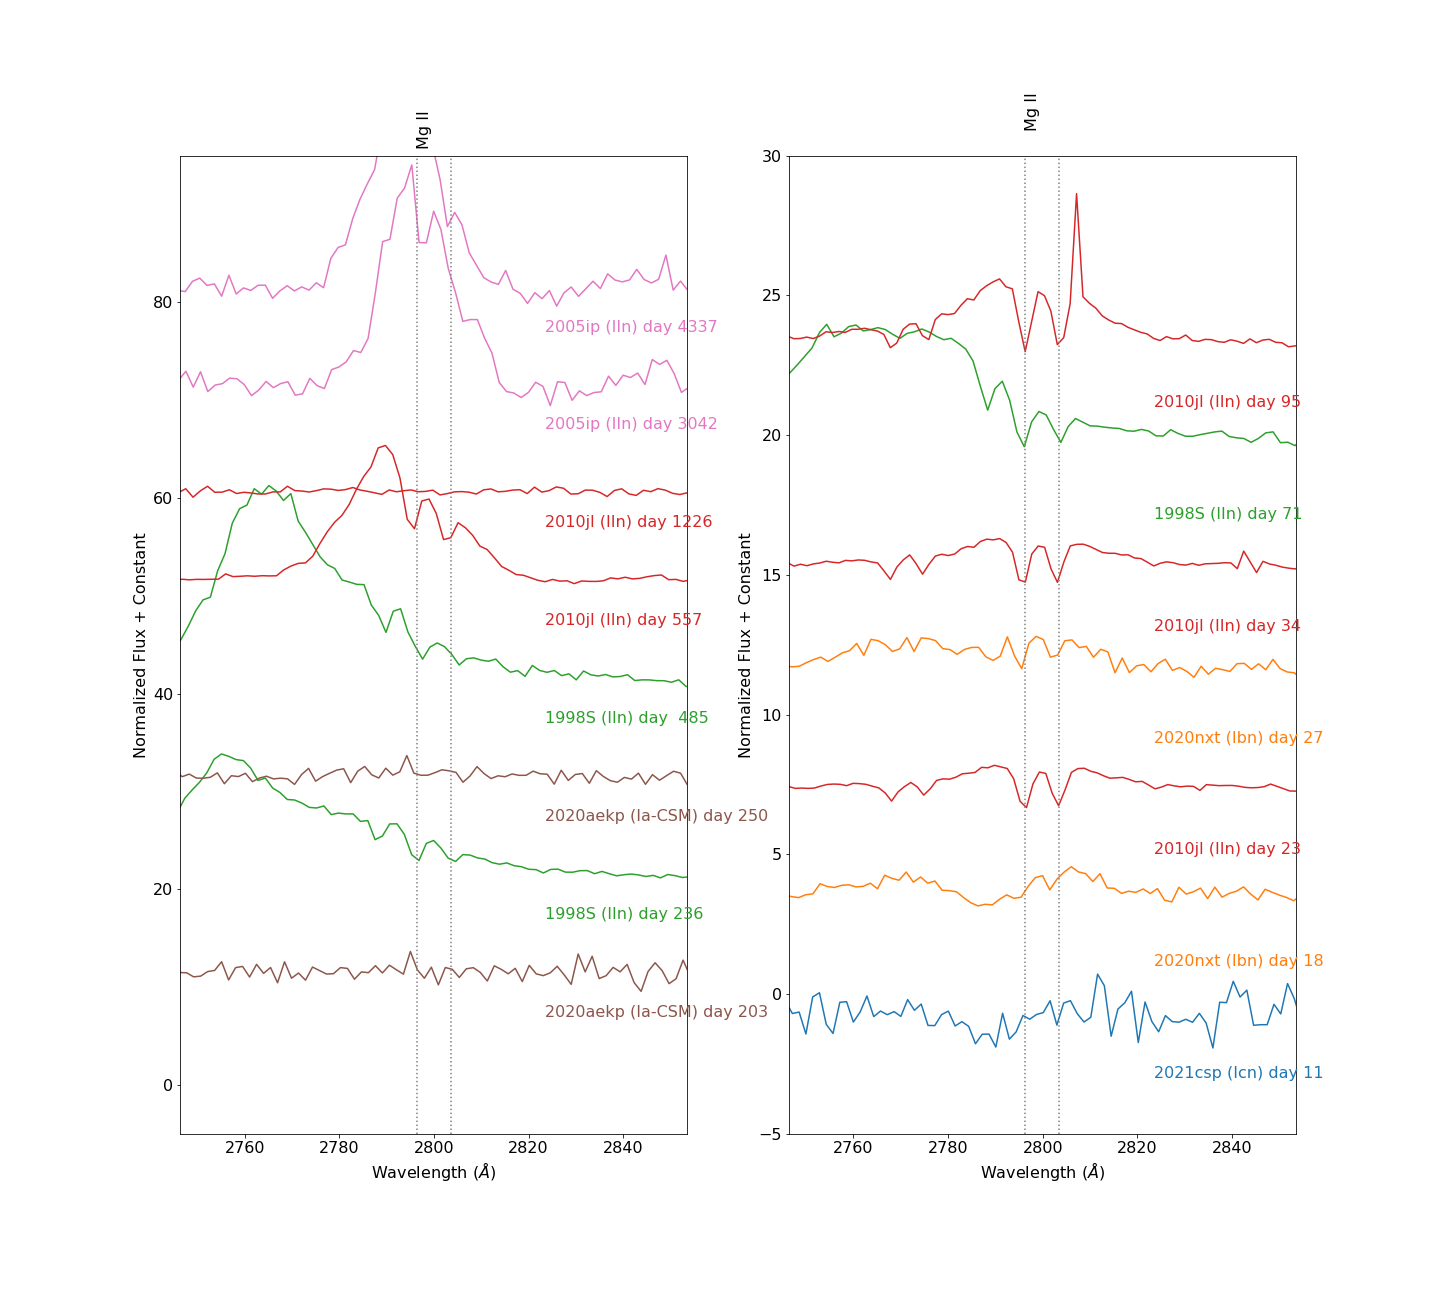 Mg II
80
60
40
20
0
2005ip (IIn) day 4337
2005ip (IIn) day 3042
2010jl (IIn) day 1226
2010jl (IIn) day 557
1998S (IIn) day  485
2020aekp (Ia-CSM) day 250
1998S (IIn) day 236
2020aekp (Ia-CSM) day 203
2760 2780 2800 2820 2840
Wavelength (Å)
Normalized Flux + Constant
Mg II
30
25
20
15
10
5
0
−5
2010jl (IIn) day 95
1998S (IIn) day 71
2010jl (IIn) day 34
2020nxt (Ibn) day 27
2010jl (IIn) day 23
2020nxt (Ibn) day 18
2021csp (Icn) day 11
2760 2780 2800 2820 2840
Wavelength (Å)
Normalized Flux + Constant